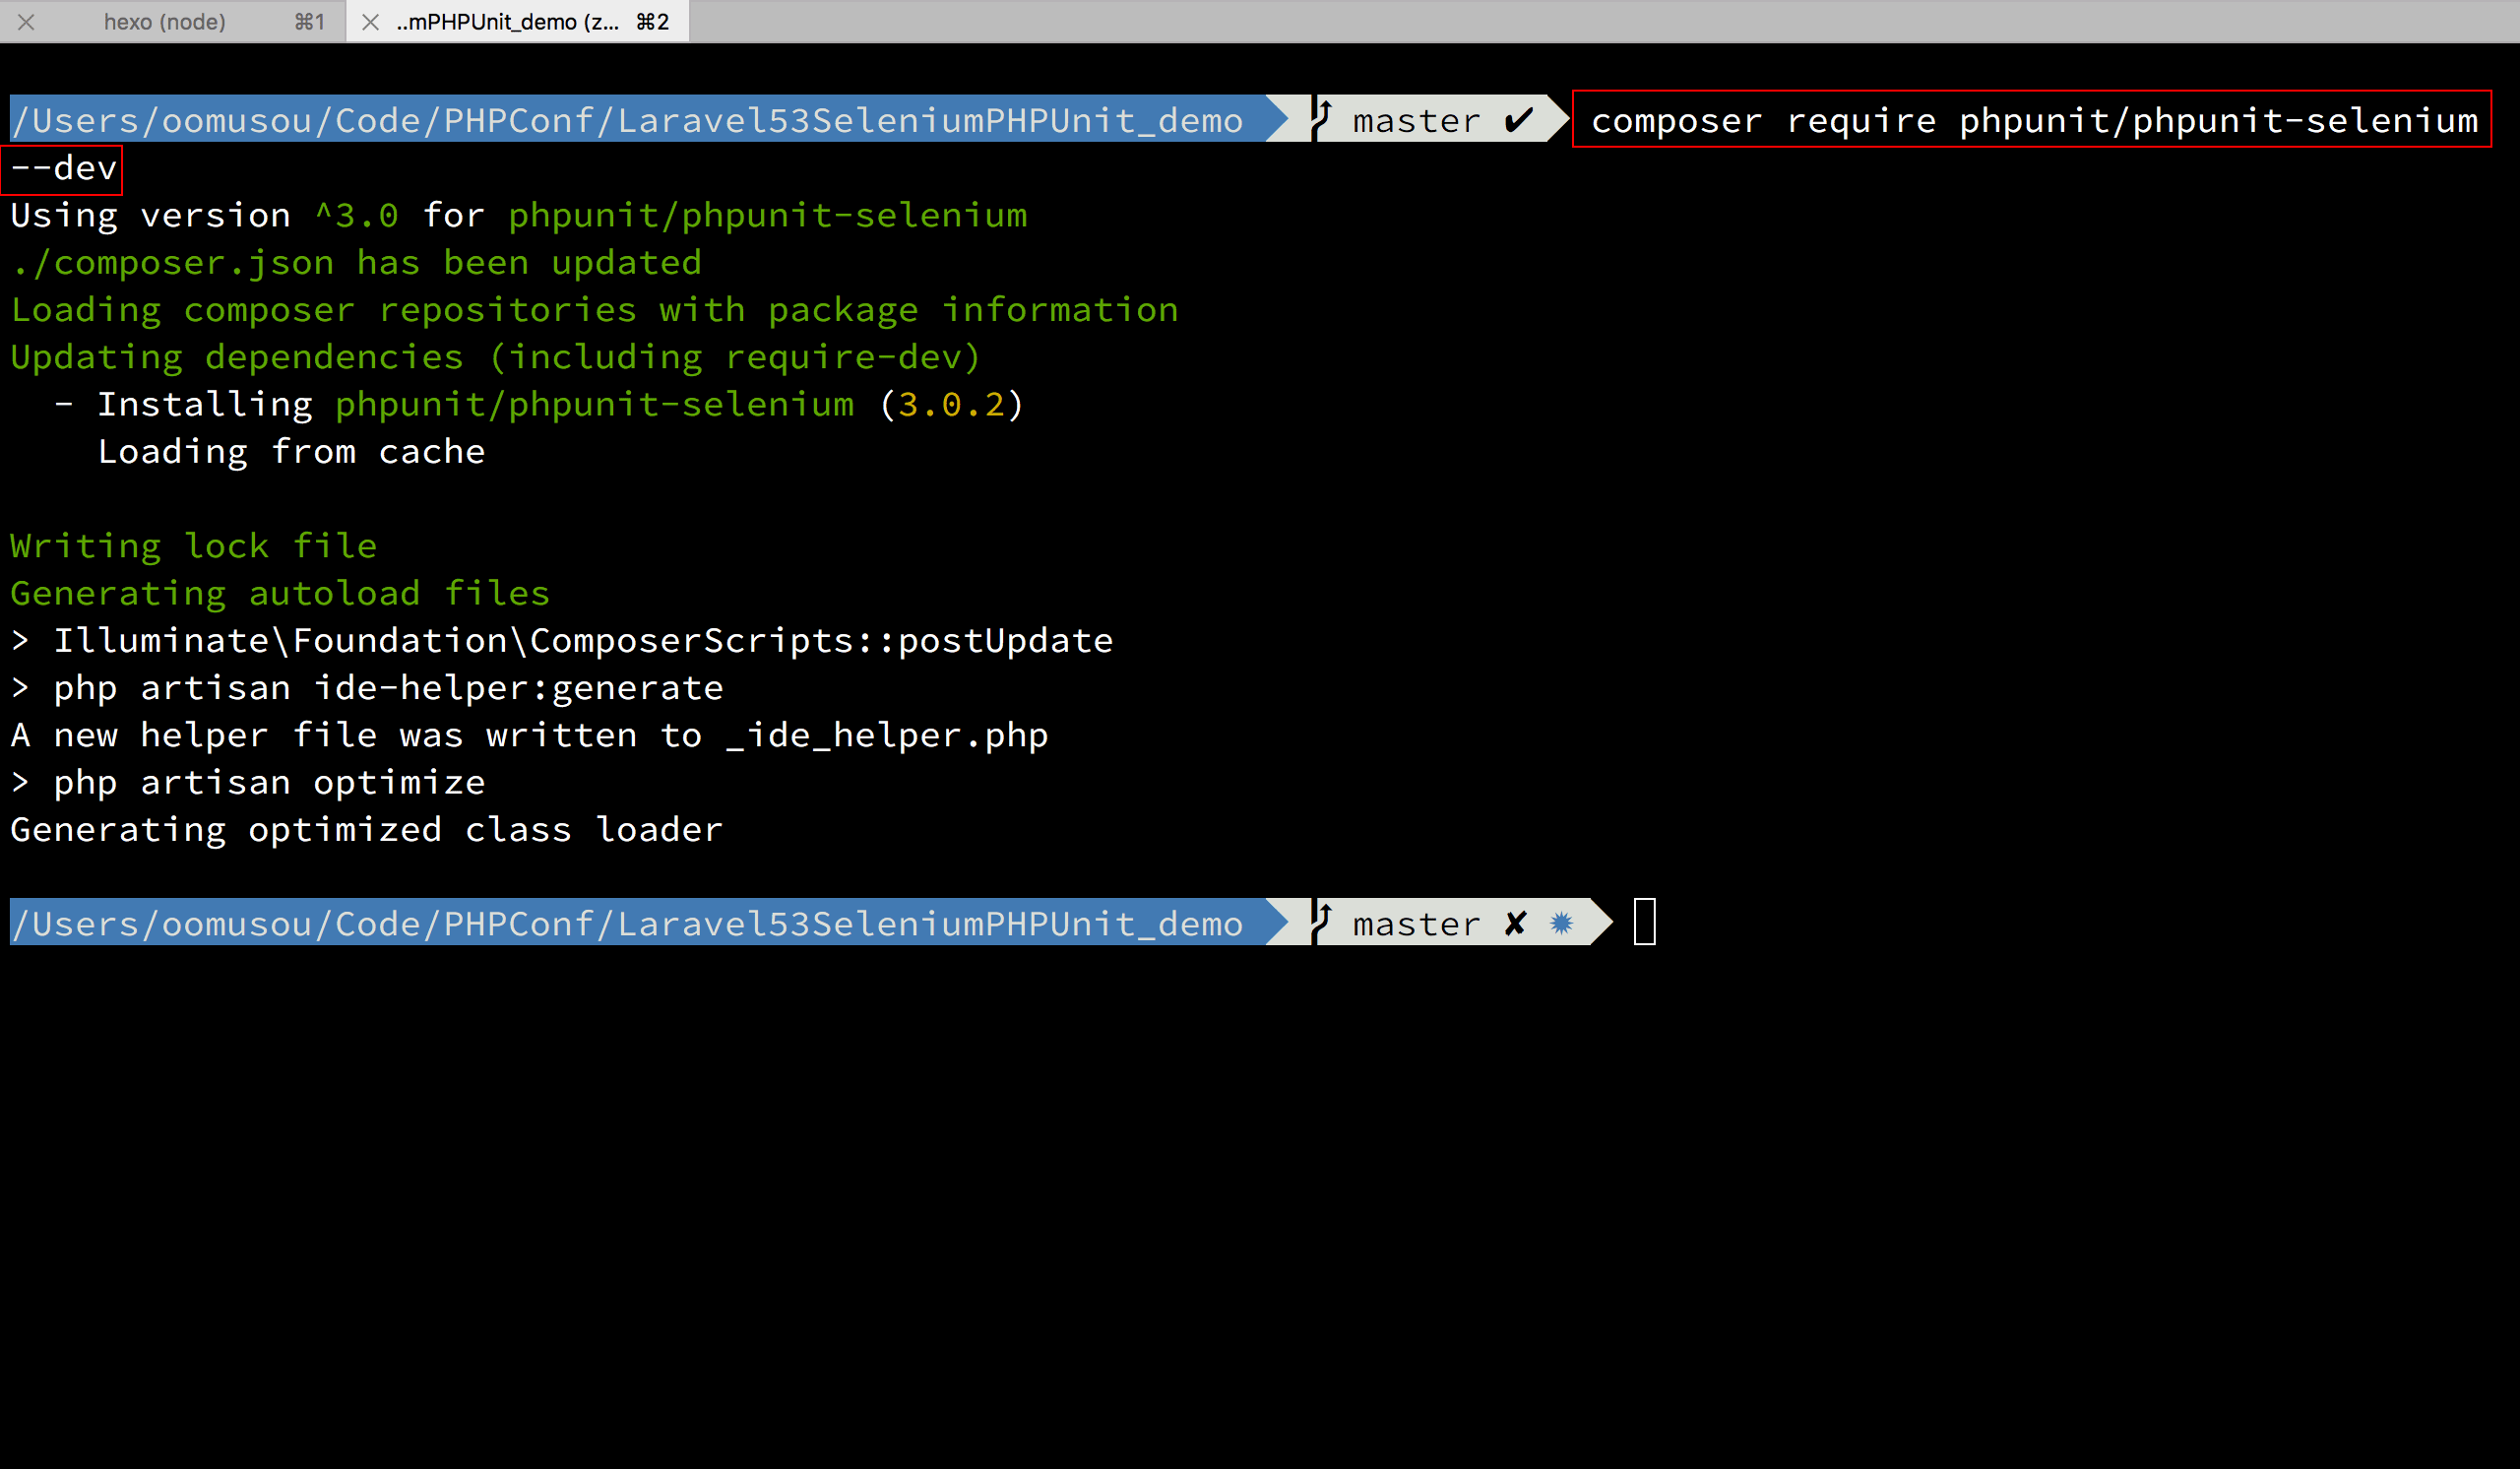 hexo (node) ⌘1 ..mPHPUnit_demo (z... ⌘2
/Users/oomusou/Code/PHPConf/Laravel53SeleniumPHPUnit_demo master ✔ composer require phpunit/phpunit-selenium
--dev
Using version ^3.0 for phpunit/phpunit-selenium
./composer.json has been updated
Loading composer repositories with package information
Updating dependencies (including require-dev)
- Installing phpunit/phpunit-selenium (3.0.2)
Loading from cache
Writing lock file
Generating autoload files
> Illuminate\Foundation\ComposerScripts::postUpdate
> php artisan ide-helper:generate
A new helper file was written to _ide_helper.php
> php artisan optimize
Generating optimized class loader
/Users/oomusou/Code/PHPConf/Laravel53SeleniumPHPUnit_demo master ✘ ✹